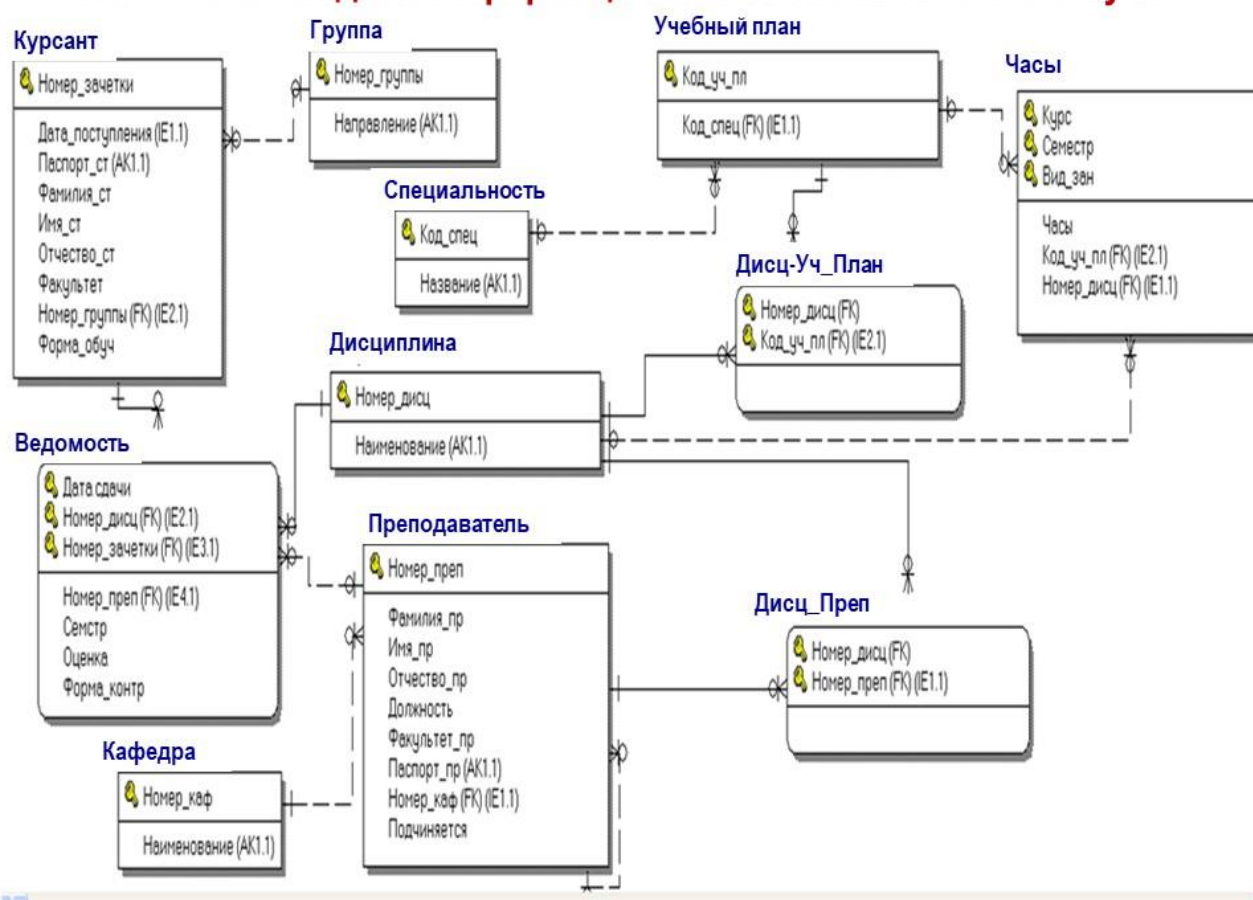 Курсант
Номер_зачетки
Дата_поступления (IE1.1)
Паспорт_ст (AK1.1)
Фамилия_ст
Имя_ст
Отчество_ст
Факультет
Номер_группы (FK) (IE2.1)
Форма_обуч
Группа
Номер_группы
Направление (AK1.1)
Учебный план
Код_уч_пл
Код_спец (FK) (IE1.1)
Часы
Курс
Семестр
Вид_зан
Часы
Код_уч_пл (FK) (IE2.1)
Номер_дисц (FK) (IE1.1)
Специальность
Код_спец
Название (AK1.1)
Дисц-Уч_План
Номер_дисц (FK)
Код_уч_пл (FK) (IE2.1)
Дисциплина
Номер_дисц
Наименование (AK1.1)
Ведомость
Дата сдачи
Номер_дисц (FK) (IE2.1)
Номер_зачетки (FK) (IE3.1)
Номер_преп (FK) (IE4.1)
Семстр
Оценка
Форма_контр
Преподаватель
Номер_преп
Фамилия_пр
Имя_пр
Отчество_пр
Должность
Факультет_пр
Паспорт_пр (AK1.1)
Номер_каф (FK) (IE1.1)
Подчиняется
Дисц_Преп
Номер_дисц (FK)
Номер_преп (FK) (IE1.1)
Кафедра
Номер_каф
Наименование (AK1.1)